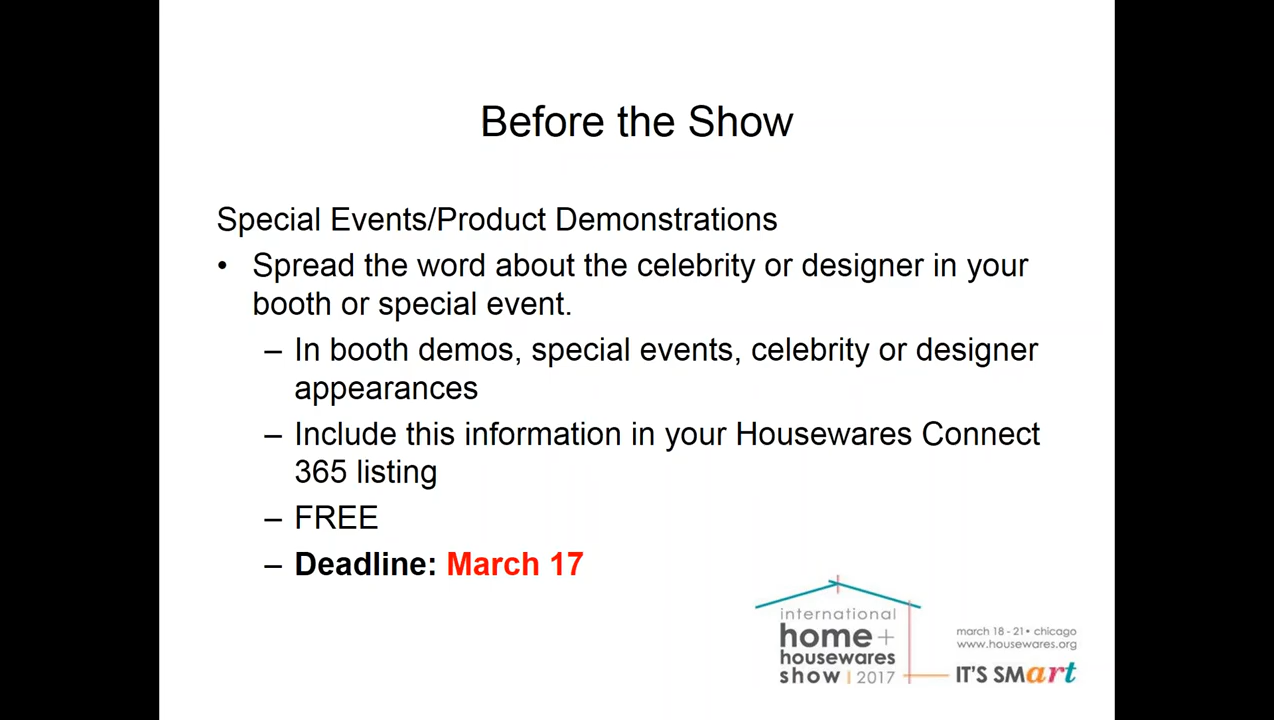 Before the Show
Special Events/Product Demonstrations
• Spread the word about the celebrity or designer in your
booth or special event.
– In booth demos, special events, celebrity or designer
appearances
– Include this information in your Housewares Connect
365 listing
– FREE
– Deadline: March 17
international
home+
housewares
show | 2017
march 18 - 21• chicago
www.housewares.org
IT'S SMart